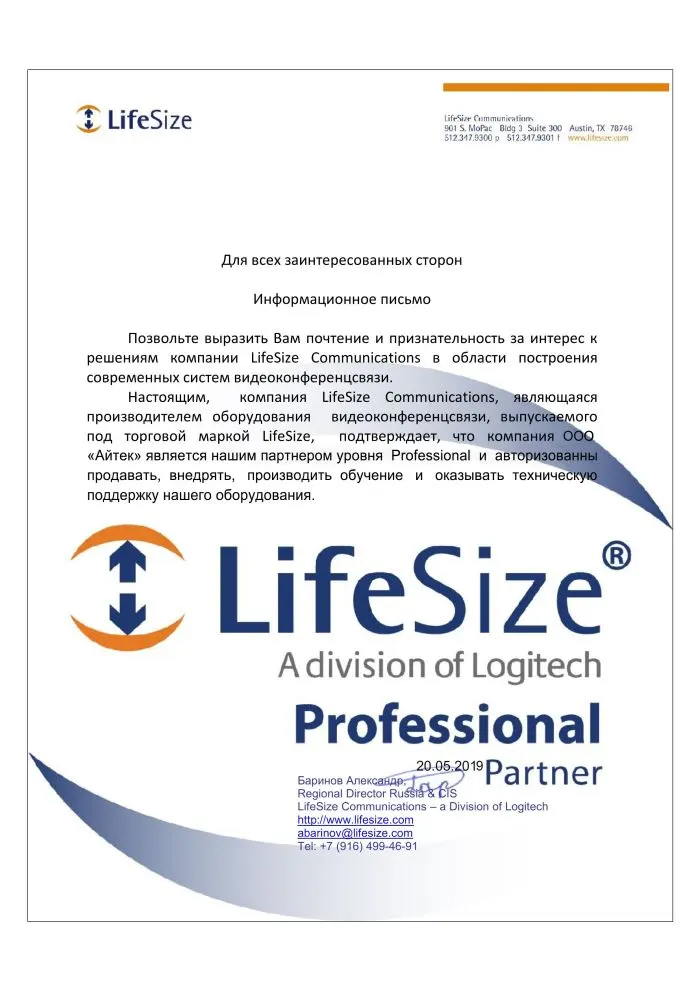 LifeSize
LifeSize Communications
901 S. MoPac Bldg 3 Suite 300 Austin, TX 78746
512.347.9300 p 512.347.9301 f www.lifesize.com
Для всех заинтересованных сторон
Информационное письмо
Позвольте выразить Вам почтение и признательность за интерес к
решениям компании LifeSize Communications в области построения
современных систем видеоконференцсвязи.
Настоящим, компания LifeSize Communications, являющаяся
производителем оборудования видеоконференцсвязи, выпускаемого
под торговой маркой LifeSize, подтверждает, что компания ООО
«Айтек» является нашим партнером уровня Professional и авторизованны
продавать, внедрять, производить обучение и оказывать техническую
поддержку нашего оборудования.
LifeSize®
A division of Logitech
Professional
Partner
20.05.2019
Баринов Александр,
Regional Director Russia & CIS
LifeSize Communications – a Division of Logitech
http://www.lifesize.com
abarinov@lifesize.com
Tel: +7 (916) 499-46-91